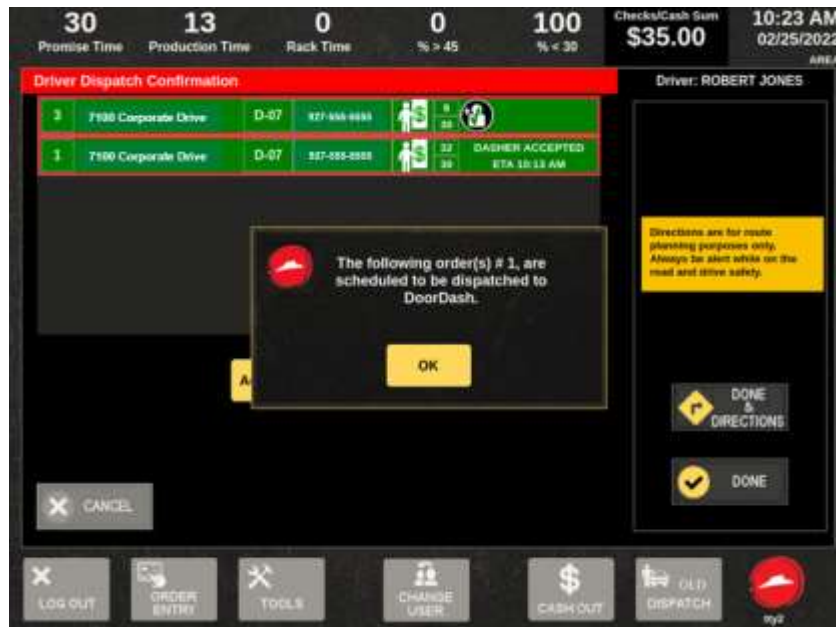 30 13 0 0 100 Checks/Cash Sum 10:23 AM
Promise Time Production Time Rack Time % > 45 % < 30 $35.00 02/25/2022
AREA
Driver Dispatch Confirmation Driver: ROBERT JONES
3 7100 Corporate Drive D-07
1 7100 Corporate Drive D-07 DASHER ACCEPTED
ETA 10:13 AM
Directions are for route
planning purposes only.
Always be alert while on the
road and drive safely.
The following order(s) # 1, are
scheduled to be dispatched to
DoorDash.
OK
A
DONE
&
DIRECTIONS
DONE
CANCEL
LOG OUT
ORDER
ENTRY
TOOLS
CHANGE
USER
CASH OUT
OLD
DISPATCH